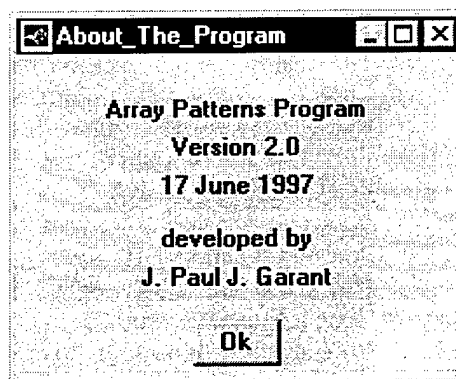 About_The_Program
Array Patterns Program
Version 2.0
17 June 1997
developed by
J. Paul J. Garant
Ok